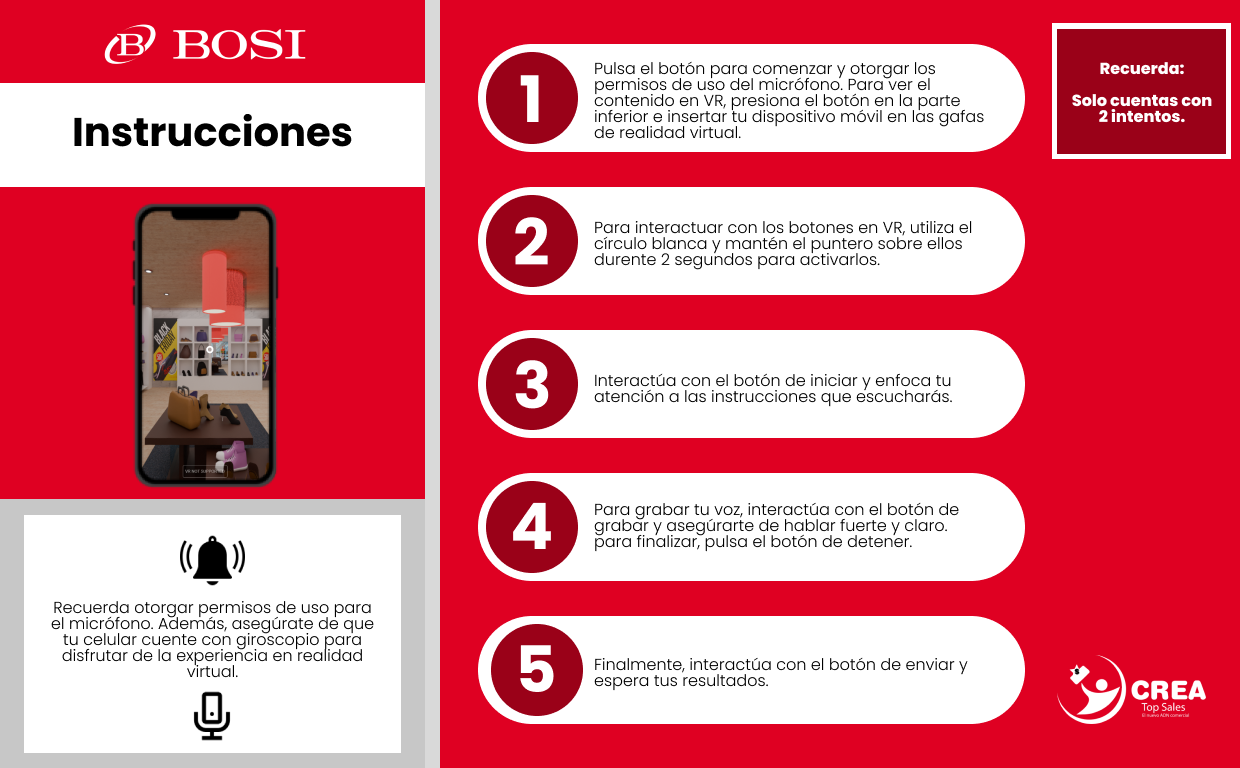 B BOSI
Instrucciones
BLACK
FRIDAY
VR NOT SUPPORTED
Recuerda otorgar permisos de uso para
el micrófono. Además, asegúrate de que
tu celular cuente con giroscopio para
disfrutar de la experiencia en realidad
virtual.
1
Pulsa el botón para comenzar y otorgar los
permisos de uso del micrófono. Para ver el
contenido en VR, presiona el botón en la parte
inferior e insertar tu dispositivo móvil en las gafas
de realidad virtual.
2
Para interactuar con los botones en VR, utiliza el
círculo blanca y mantén el puntero sobre ellos
durente 2 segundos para activarlos.
3
Interactúa con el botón de iniciar y enfoca tu
atención a las instrucciones que escucharás.
4
Para grabar tu voz, interactúa con el botón de
grabar y asegúrarte de hablar fuerte y claro.
para finalizar, pulsa el botón de detener.
5
Finalmente, interactúa con el botón de enviar y
espera tus resultados.
Recuerda:
Solo cuentas con
2 intentos.
CREA
Top Sales
El nuevo ADN comercial